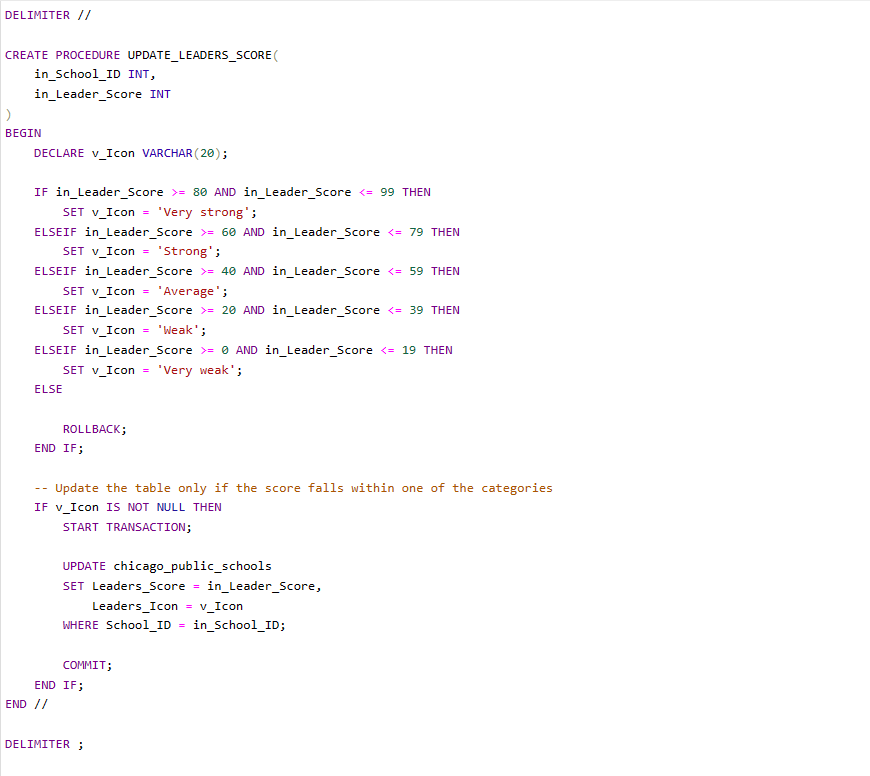 DELIMITER //
CREATE PROCEDURE UPDATE_LEADERS_SCORE(
in_School_ID INT,
in_Leader_Score INT
)
BEGIN
DECLARE v_Icon VARCHAR(20);
IF in_Leader_Score >= 80 AND in_Leader_Score <= 99 THEN
SET v_Icon = 'Very strong';
ELSEIF in_Leader_Score >= 60 AND in_Leader_Score <= 79 THEN
SET v_Icon = 'Strong';
ELSEIF in_Leader_Score >= 40 AND in_Leader_Score <= 59 THEN
SET v_Icon = 'Average';
ELSEIF in_Leader_Score >= 20 AND in_Leader_Score <= 39 THEN
SET v_Icon = 'Weak';
ELSEIF in_Leader_Score >= 0 AND in_Leader_Score <= 19 THEN
SET v_Icon = 'Very weak';
ELSE
ROLLBACK;
END IF;
-- Update the table only if the score falls within one of the categories
IF v_Icon IS NOT NULL THEN
START TRANSACTION;
UPDATE chicago_public_schools
SET Leaders_Score = in_Leader_Score,
Leaders_Icon = v_Icon
WHERE School_ID = in_School_ID;
COMMIT;
END IF;
END //
DELIMITER ;